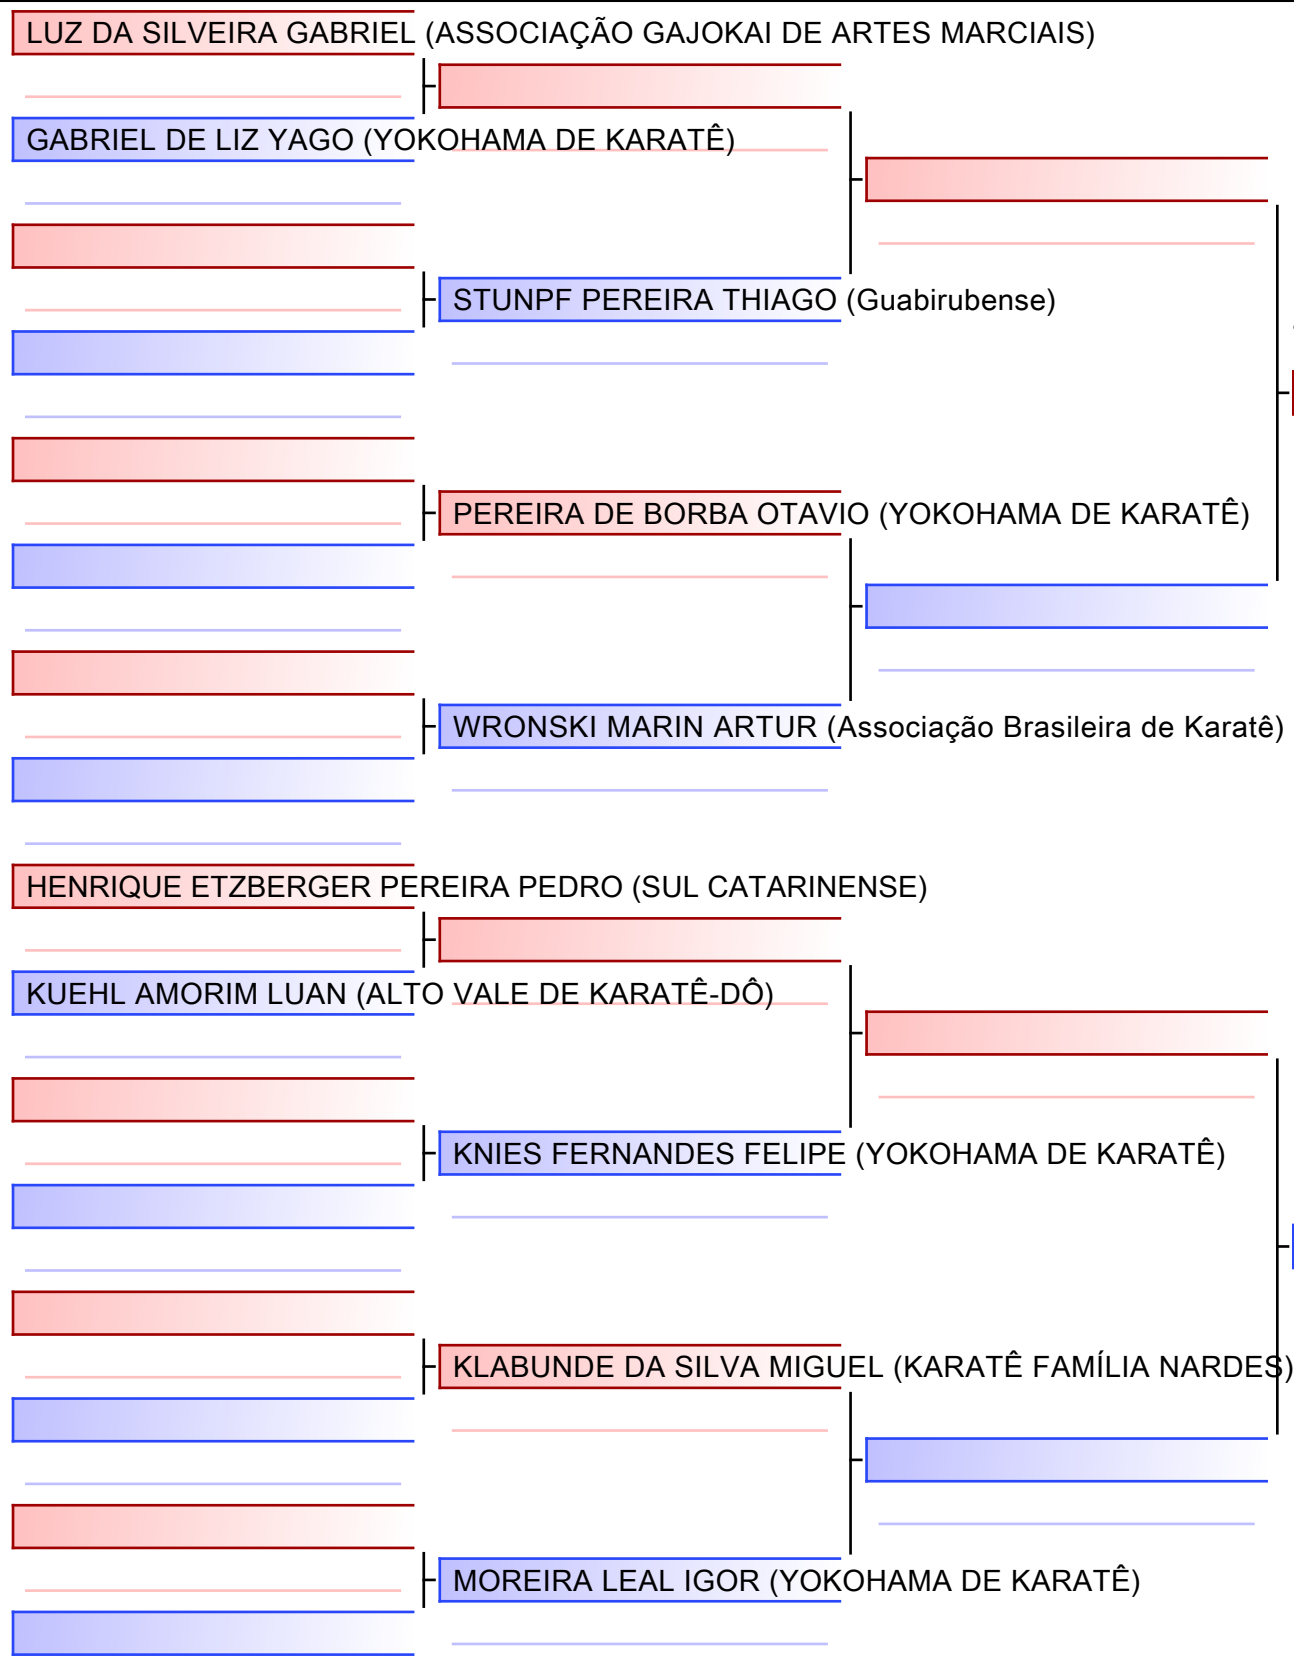 LUZ DA SILVEIRA GABRIEL (ASSOCIAÇÃO GAJOKAI DE ARTES MARCIAIS)
GABRIEL DE LIZ YAGO (YOKOHAMA DE KARATÊ)
STUNPF PEREIRA THIAGO (Guabirubense)
PEREIRA DE BORBA OTAVIO (YOKOHAMA DE KARATÊ)
WRONSKI MARIN ARTUR (Associação Brasileira de Karatê)
HENRIQUE ETZBERGER PEREIRA PEDRO (SUL CATARINENSE)
KUEHL AMORIM LUAN (ALTO VALE DE KARATÊ-DÔ)
KNIES FERNANDES FELIPE (YOKOHAMA DE KARATÊ)
KLABUNDE DA SILVA MIGUEL (KARATÊ FAMÍLIA NARDES)
MOREIRA LEAL IGOR (YOKOHAMA DE KARATÊ)